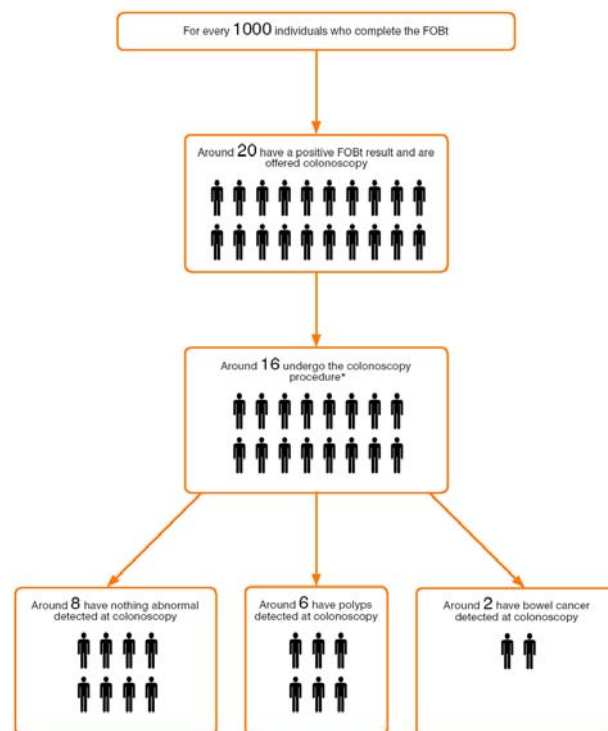 For every 1000 individuals who complete the FOBt
Around 20 have a positive FOBt result and are
offered colonoscopy
Around 16 undergo the colonoscopy
procedure*
Around 8 have nothing abnormal
detected at colonoscopy
Around 6 have polyps
detected at colonoscopy
Around 2 have bowel cancer
detected at colonoscopy